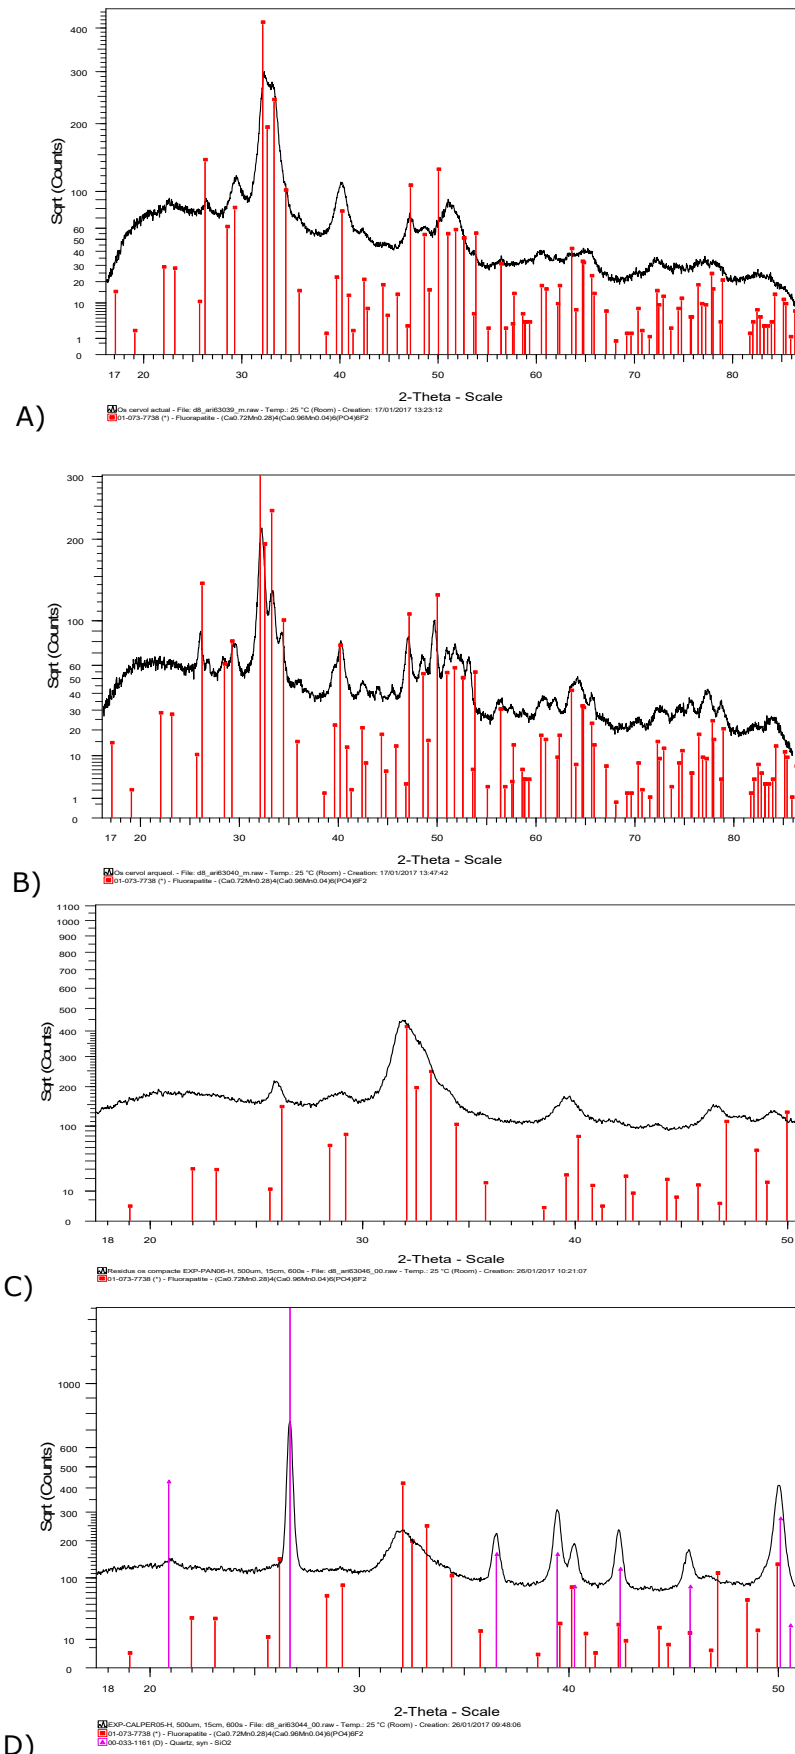 400
300
200
100
60
50
40
30
20
10
1
0
Sqrt (Counts)
17 20 30 40 50 60 70 80
2-Theta - Scale
Os cervol actual - File: d8_ari63039_m.raw - Temp.: 25 °C (Room) - Creation: 17/01/2017 13:23:12
01-073-7738 (*) - Fluorapatite - (Ca0.72Mn0.28)4(Ca0.96Mn0.04)6(PO4)6F2
A)
300
200
100
60
50
40
30
20
10
1
0
Sqrt (Counts)
17 20 30 40 50 60 70 80
2-Theta - Scale
Os cervol arqueol. - File: d8_ari63040_m.raw - Temp.: 25 °C (Room) - Creation: 17/01/2017 13:47:42
01-073-7738 (*) - Fluorapatite - (Ca0.72Mn0.28)4(Ca0.96Mn0.04)6(PO4)6F2
B)
1100
1000
900
800
700
600
500
400
300
200
100
10
0
Sqrt (Counts)
18 20 30 40 50
2-Theta - Scale
Residus os compacte EXP-PAN06-H, 500um, 15cm, 600s - File: d8_ari63046_00.raw - Temp.: 25 °C (Room) - Creation: 26/01/2017 10:21:07
01-073-7738 (*) - Fluorapatite - (Ca0.72Mn0.28)4(Ca0.96Mn0.04)6(PO4)6F2
C)
1000
600
500
400
300
200
100
10
0
Sqrt (Counts)
18 20 30 40 50
2-Theta - Scale
EXP-CALPER05-H, 500um, 15cm, 600s - File: d8_ari63044_00.raw - Temp.: 25 °C (Room) - Creation: 26/01/2017 09:48:06
01-073-7738 (*) - Fluorapatite - (Ca0.72Mn0.28)4(Ca0.96Mn0.04)6(PO4)6F2
00-033-1161 (D) - Quartz, syn - SiO2
D)